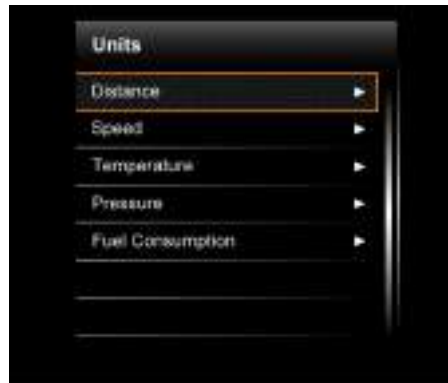 Units
Distance
Speed
Temperature
Pressure
Fuel Consumption